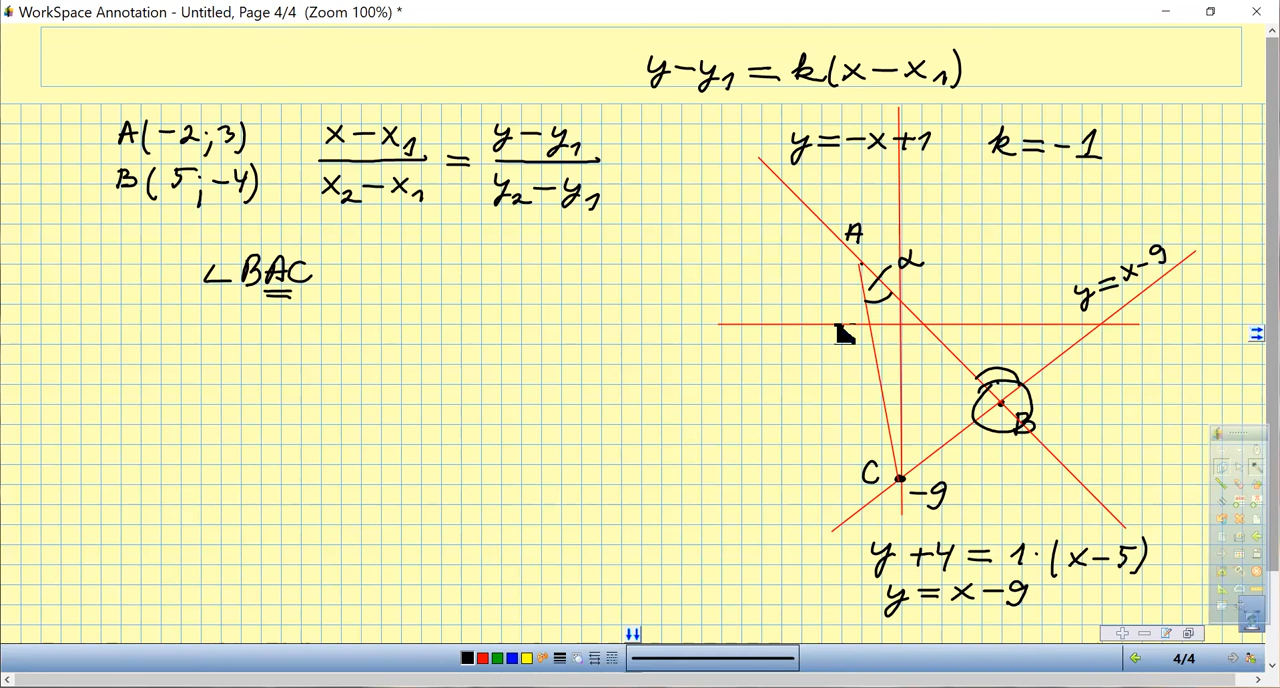 WorkSpace Annotation - Untitled, Page 4/4 (Zoom 100%) *
y-y₁=k(x-x₁)
A(-2;3)
B(5;-4)
(x-x₁)/(x₂-x₁) = (y-y₁)/(y₂-y₁)
y=-x+1
k=-1
∠BAC
A
α
y=x-9
B
C
-9
y+4=1·(x-5)
y=x-9
4/4